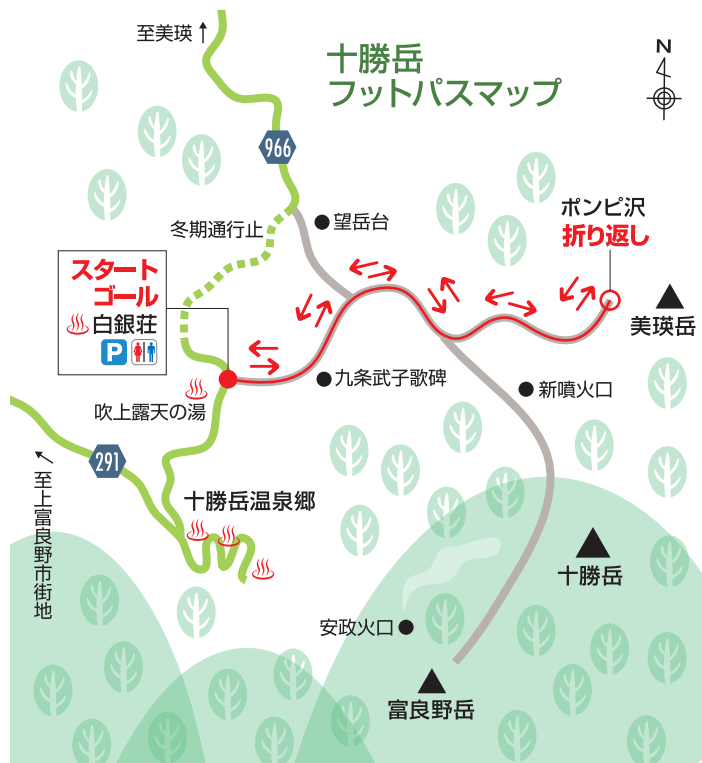 至美瑛
十勝岳
フットパスマップ
N
966
ポンピ沢
折り返し
望岳台
冬期通行止
スタート
ゴール
白銀荘
P
美瑛岳
九条武子歌碑
新噴火口
吹上露天の湯
291
至上富良野市街地
十勝岳温泉郷
十勝岳
安政火口
富良野岳